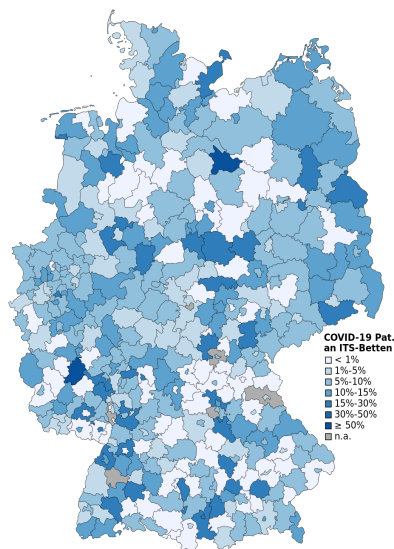 COVID-19 Pat.
an ITS-Betten
< 1%
1%-5%
5%-10%
10%-15%
15%-30%
30%-50%
≥ 50%
n.a.